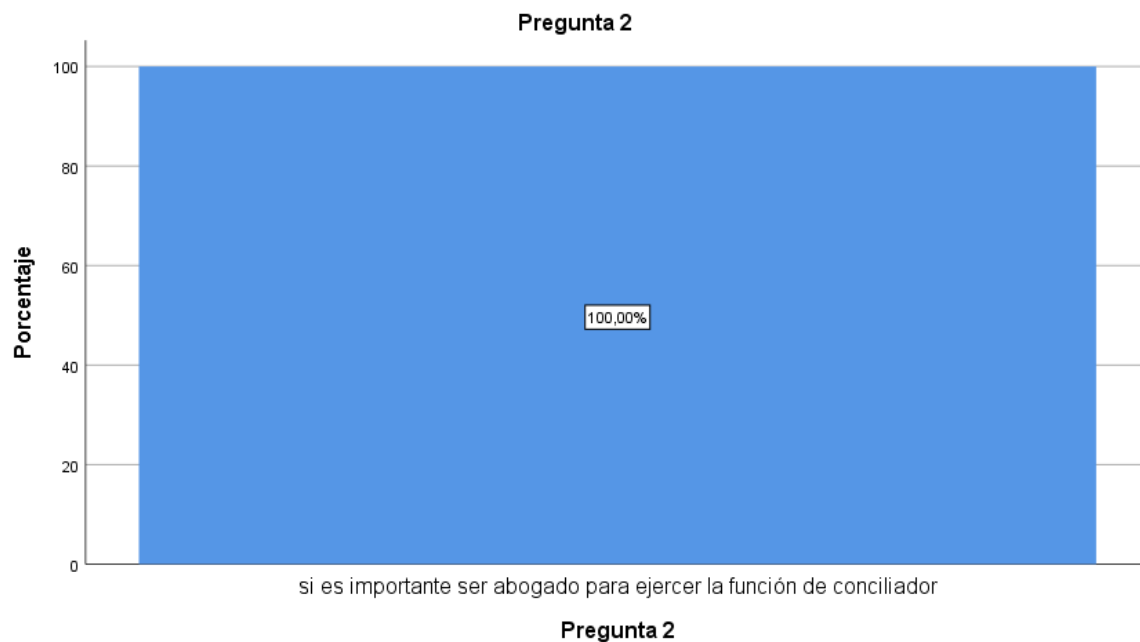 Pregunta 2
100
80
60
40
20
0
Porcentaje
100,00%
si es importante ser abogado para ejercer la función de conciliador
Pregunta 2